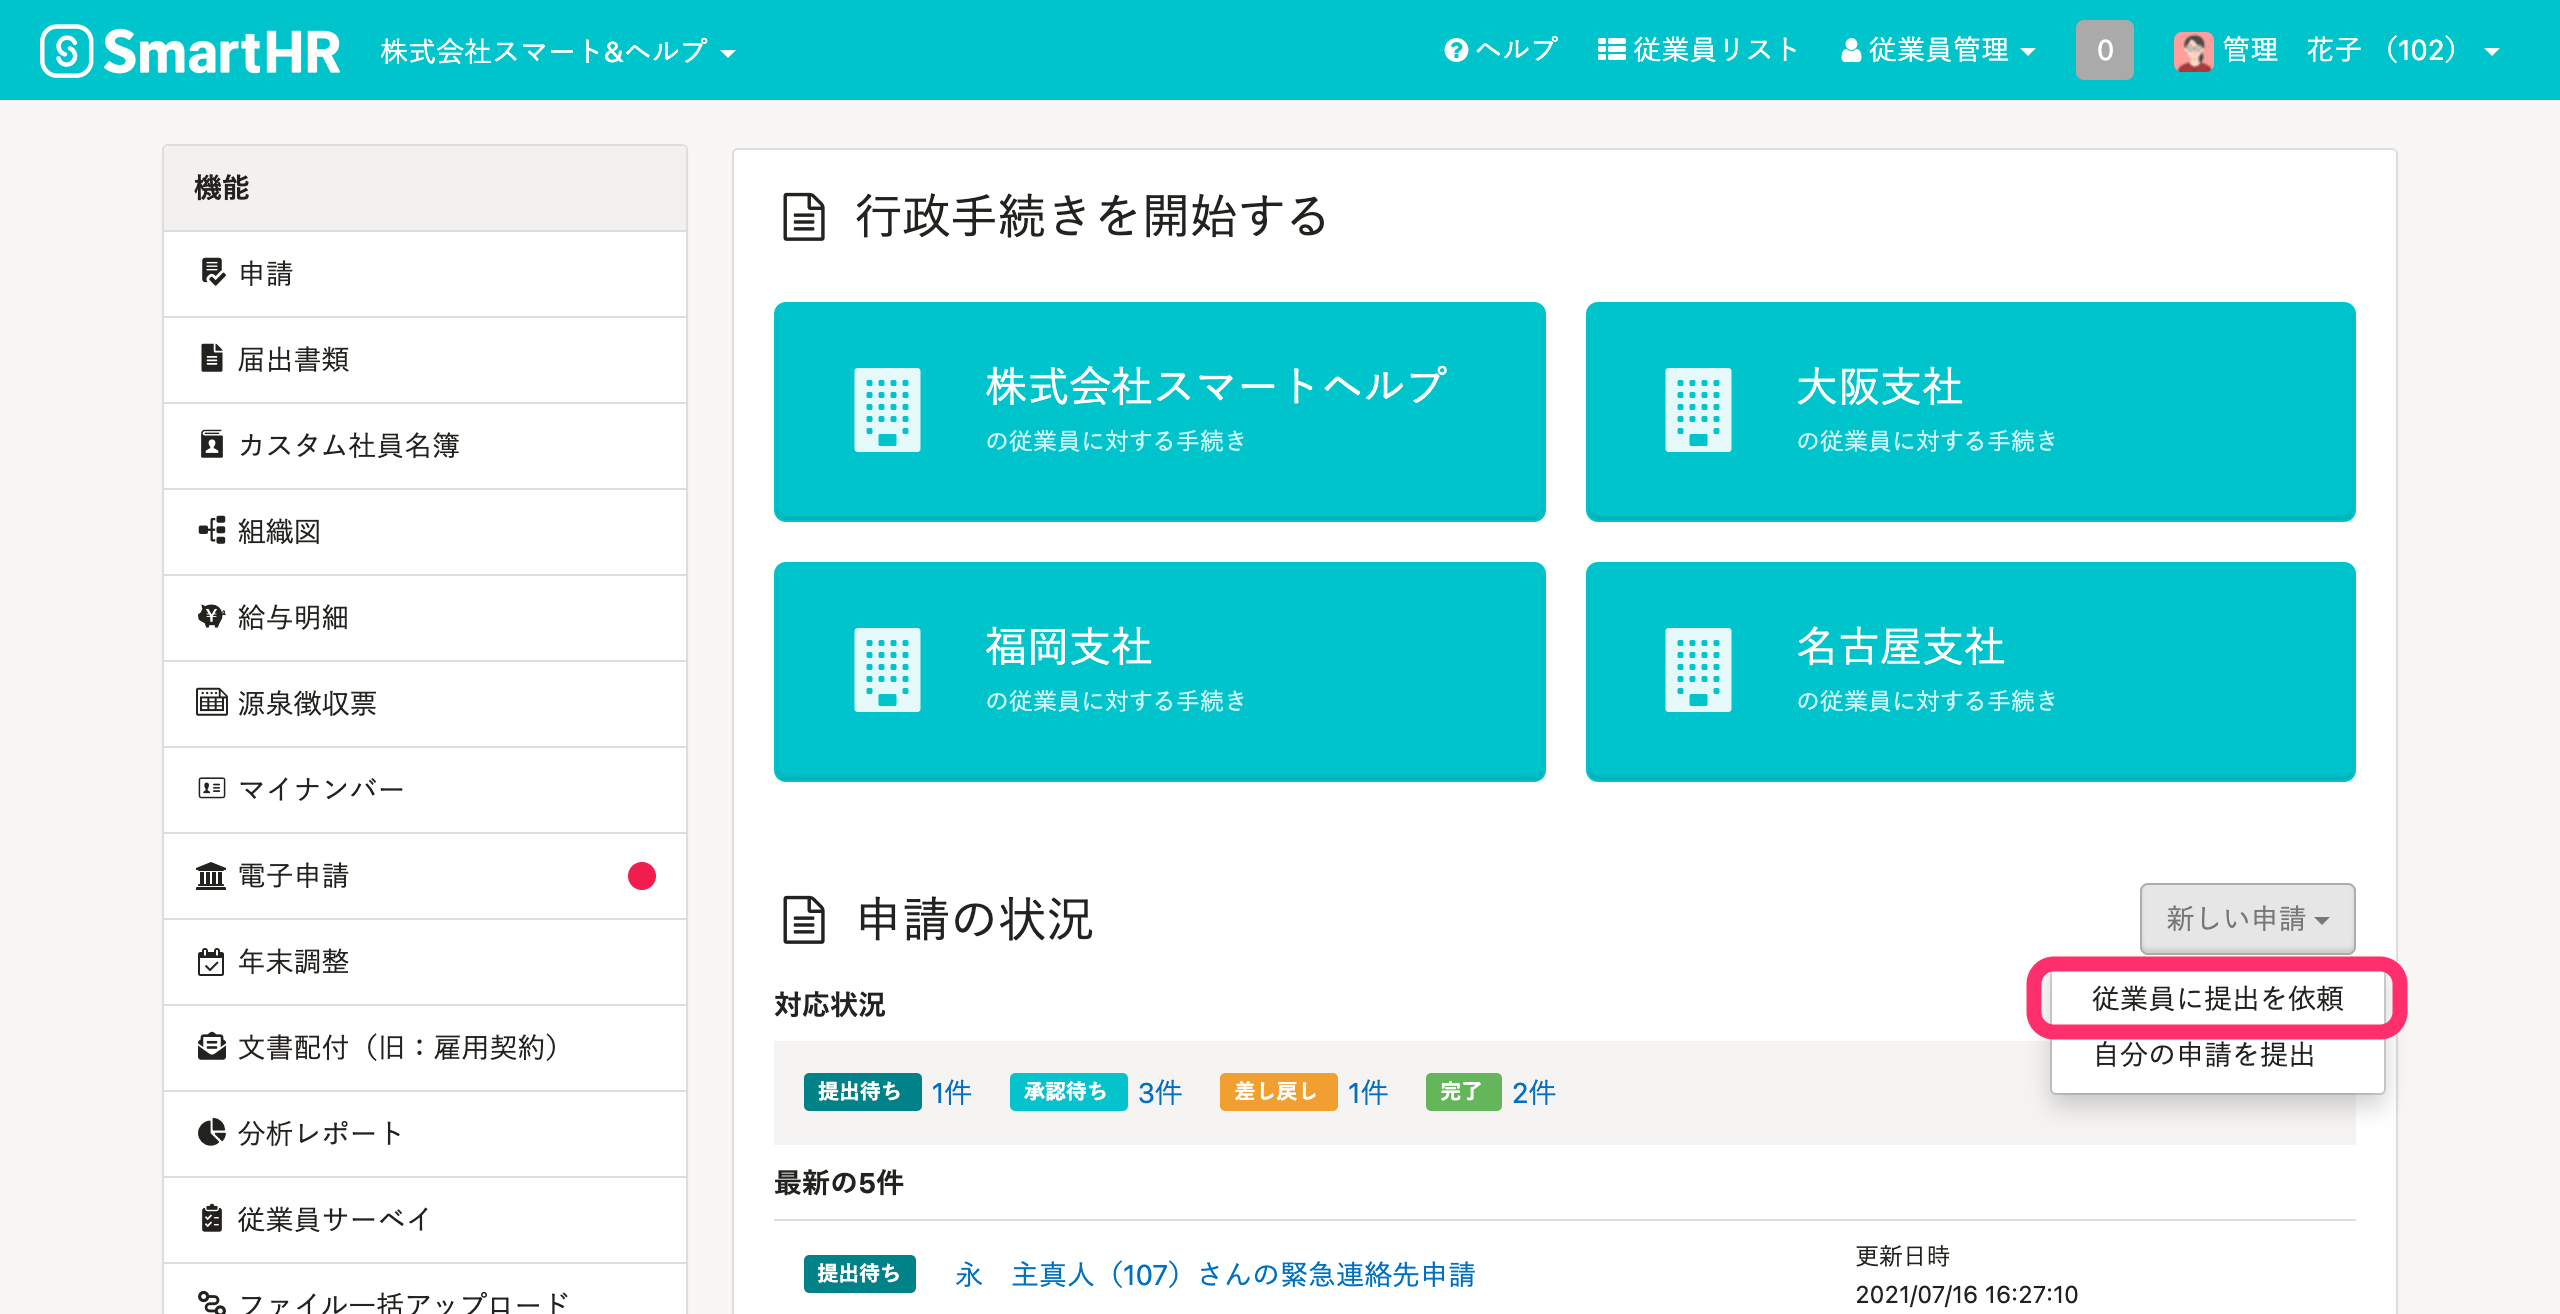 SmartHR 株式会社スマート&ヘルプ ヘルプ 従業員リスト 従業員管理 0 管理　花子　（102）
機能
申請
届出書類
カスタム社員名簿
組織図
給与明細
源泉徴収票
マイナンバー
電子申請
年末調整
文書配付（旧：雇用契約）
分析レポート
従業員サーベイ
ファイル一括アップロード
行政手続きを開始する
株式会社スマートヘルプ
の従業員に対する手続き
大阪支社
の従業員に対する手続き
福岡支社
の従業員に対する手続き
名古屋支社
の従業員に対する手続き
申請の状況
新しい申請
従業員に提出を依頼
自分の申請を提出
対応状況
提出待ち 1件 承認待ち 3件 差し戻し 1件 完了 2件
最新の5件
提出待ち 永　主真人（107）さんの緊急連絡先申請
更新日時
2021/07/16 16:27:10